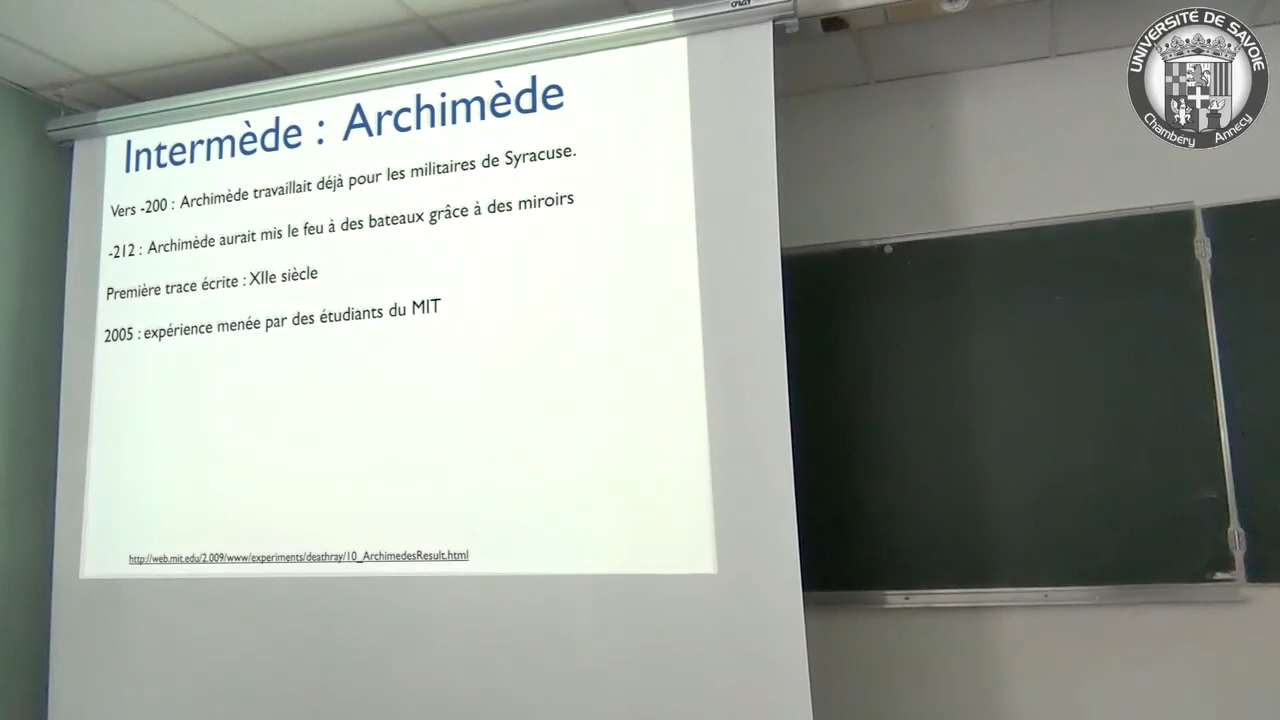 Intermède : Archimède
Vers -200 : Archimède travaillait déjà pour les militaires de Syracuse.
-212 : Archimède aurait mis le feu à des bateaux grâce à des miroirs
Première trace écrite : XIIe siècle
2005 : expérience menée par des étudiants du MIT
http://web.mit.edu/2.009/www/experiments/deathray/10_ArchimedesResult.html
UNIVERSITÉ DE SAVOIE
Chambéry Annecy